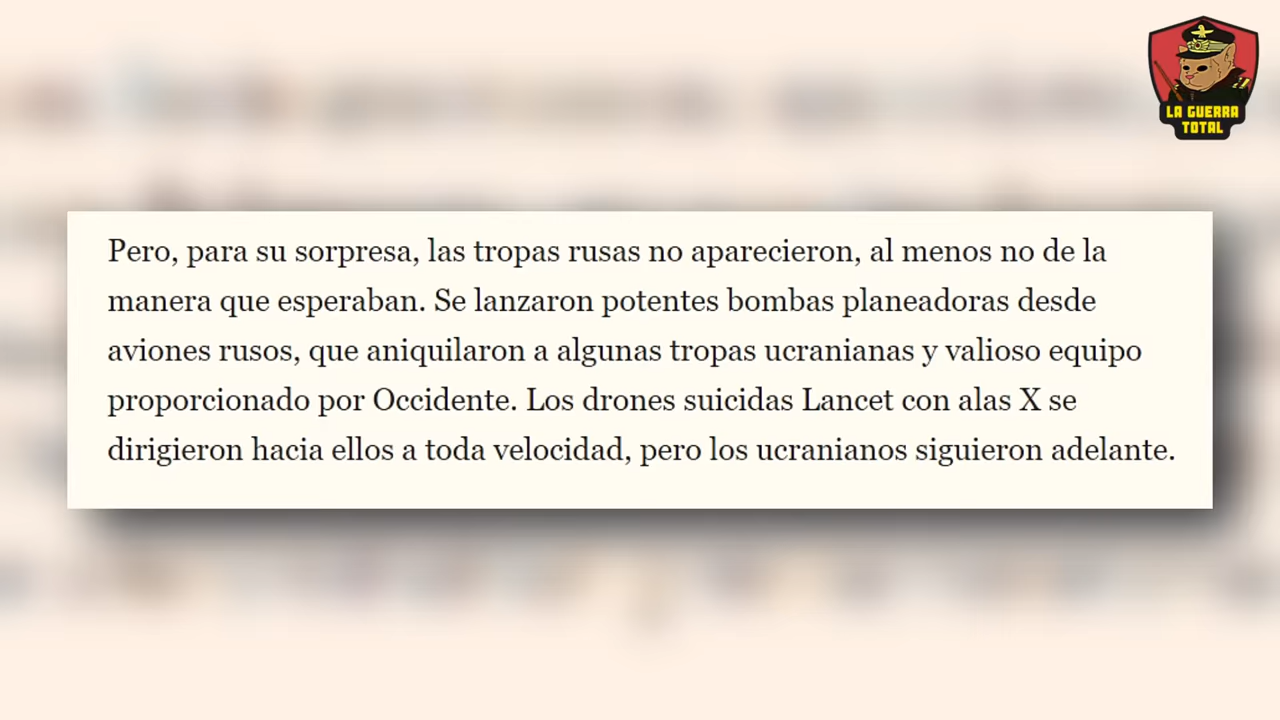 LA GUERRA
TOTAL
Pero, para su sorpresa, las tropas rusas no aparecieron, al menos no de la
manera que esperaban. Se lanzaron potentes bombas planeadoras desde
aviones rusos, que aniquilaron a algunas tropas ucranianas y valioso equipo
proporcionado por Occidente. Los drones suicidas Lancet con alas X se
dirigieron hacia ellos a toda velocidad, pero los ucranianos siguieron adelante.